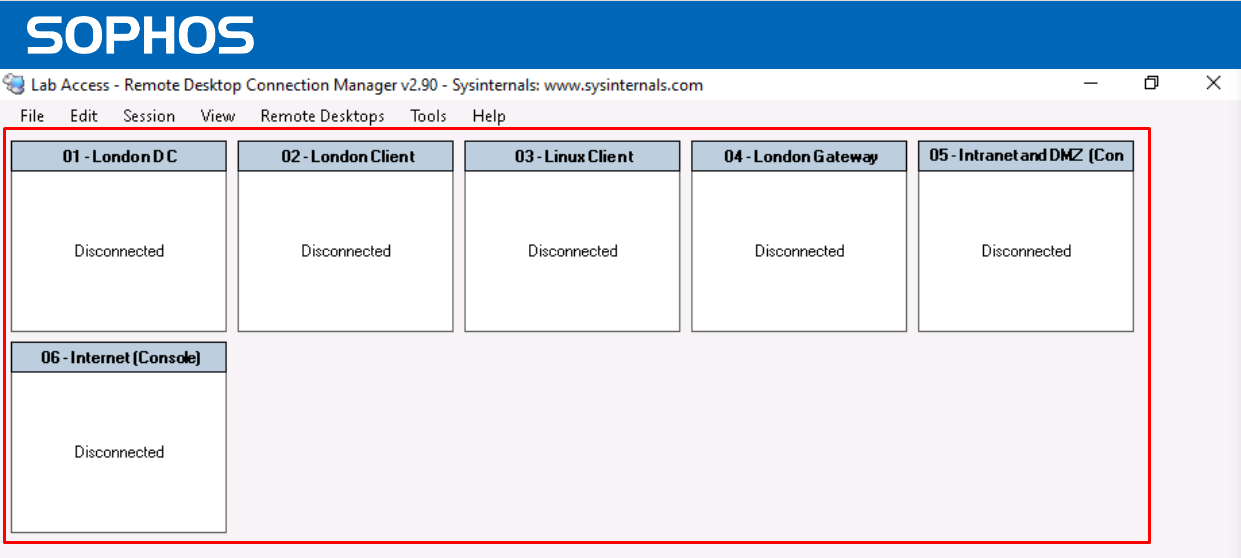 SOPHOS
Lab Access - Remote Desktop Connection Manager v2.90 - Sysinternals: www.sysinternals.com
File Edit Session View Remote Desktops Tools Help
01 - London DC
02 - London Client
03 - Linux Client
04 - London Gateway
05 - Intranet and DMZ (Con
Disconnected
Disconnected
Disconnected
Disconnected
Disconnected
06 - Internet (Console)
Disconnected